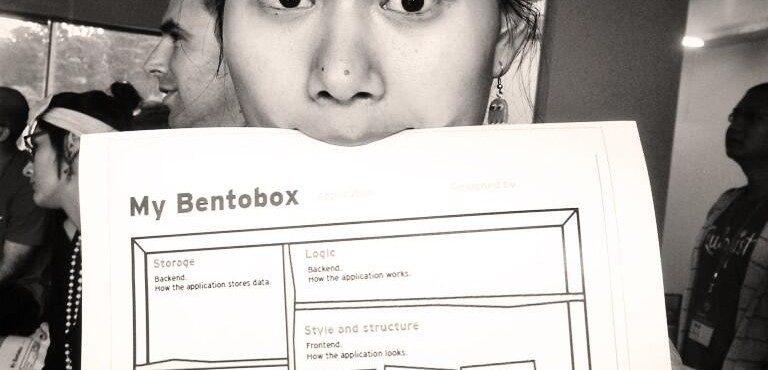 My Bentobox
Application
Designed by
Storage
Backend.
How the application stores data.
Logic
Backend.
How the application works.
Style and structure
Frontend.
How the application looks.